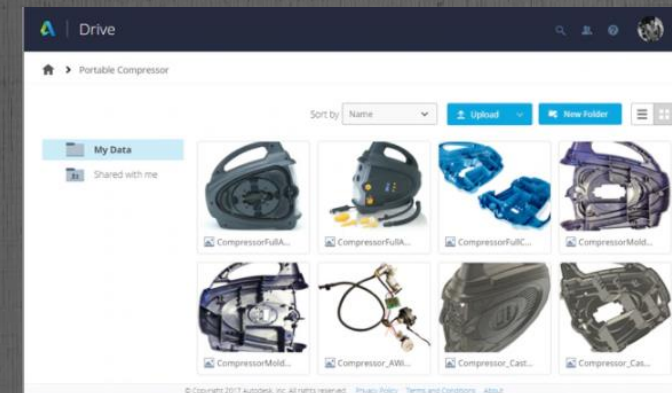 Drive
Portable Compressor
Sort by Name Upload New Folder
My Data
Shared with me
CompressorFullA... CompressorFullA... CompressorFullC... CompressorMold...
CompressorMold... Compressor_AWi... Compressor_Cast... Compressor_Cas...
© Copyright 2017 Autodesk, Inc. All rights reserved. Privacy Policy Terms and Conditions About